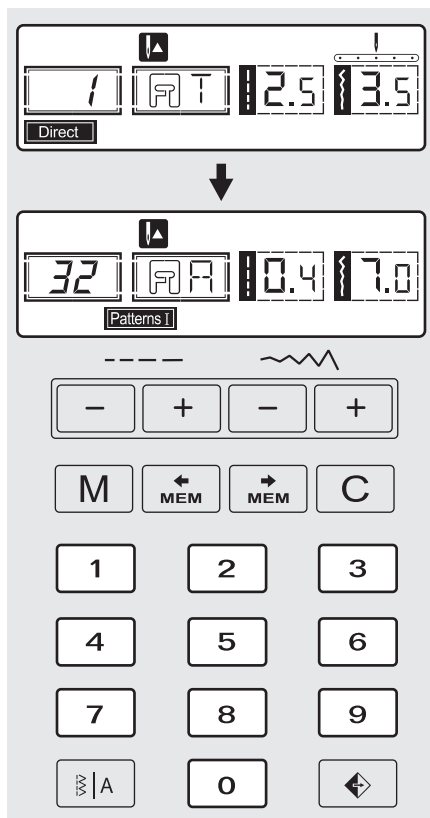 1 T 2.5 3.5
Direct
32 A 0.4 7.0
Patterns I
− + − +
M MEM MEM C
1 2 3
4 5 6
7 8 9
A 0